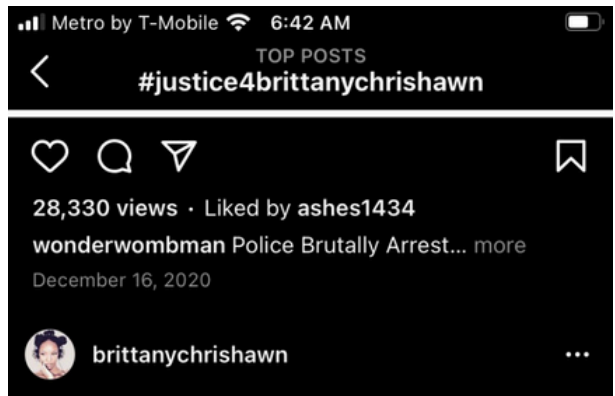 Metro by T-Mobile 6:42 AM
TOP POSTS
#justice4brittanychrishawn
28,330 views · Liked by ashes1434
wonderwombman Police Brutally Arrest... more
December 16, 2020
brittanychrishawn